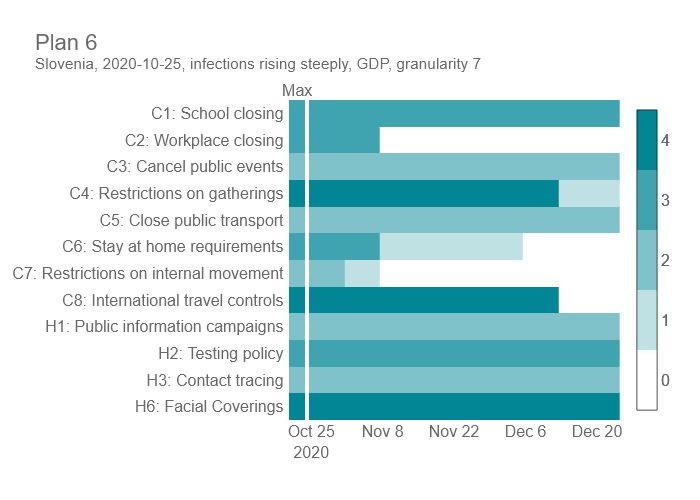 Plan 6
Slovenia, 2020-10-25, infections rising steeply, GDP, granularity 7
Max
C1: School closing
C2: Workplace closing
C3: Cancel public events
C4: Restrictions on gatherings
C5: Close public transport
C6: Stay at home requirements
C7: Restrictions on internal movement
C8: International travel controls
H1: Public information campaigns
H2: Testing policy
H3: Contact tracing
H6: Facial Coverings
Oct 25 Nov 8 Nov 22 Dec 6 Dec 20
2020
4
3
2
1
0